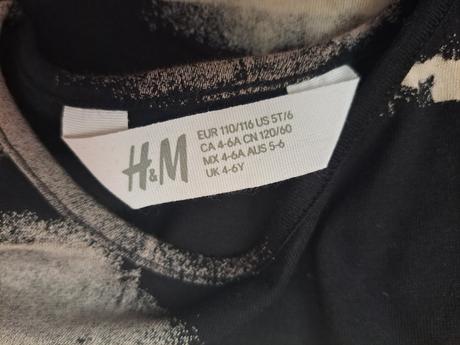 H&M
EUR 110/116 US 5T/6
CA 4-6A CN 120/60
MX 4-6A AUS 5-6
UK 4-6Y